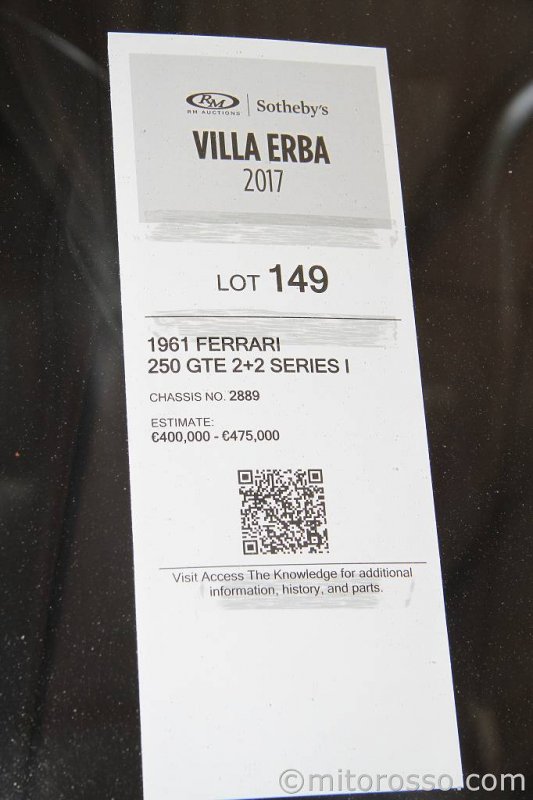 RM | Sotheby's
RM AUCTIONS
VILLA ERBA
2017
LOT 149
1961 FERRARI
250 GTE 2+2 SERIES I
CHASSIS NO. 2889
ESTIMATE:
€400,000 - €475,000
Visit Access The Knowledge for additional
information, history, and parts.
©mitorosso.com